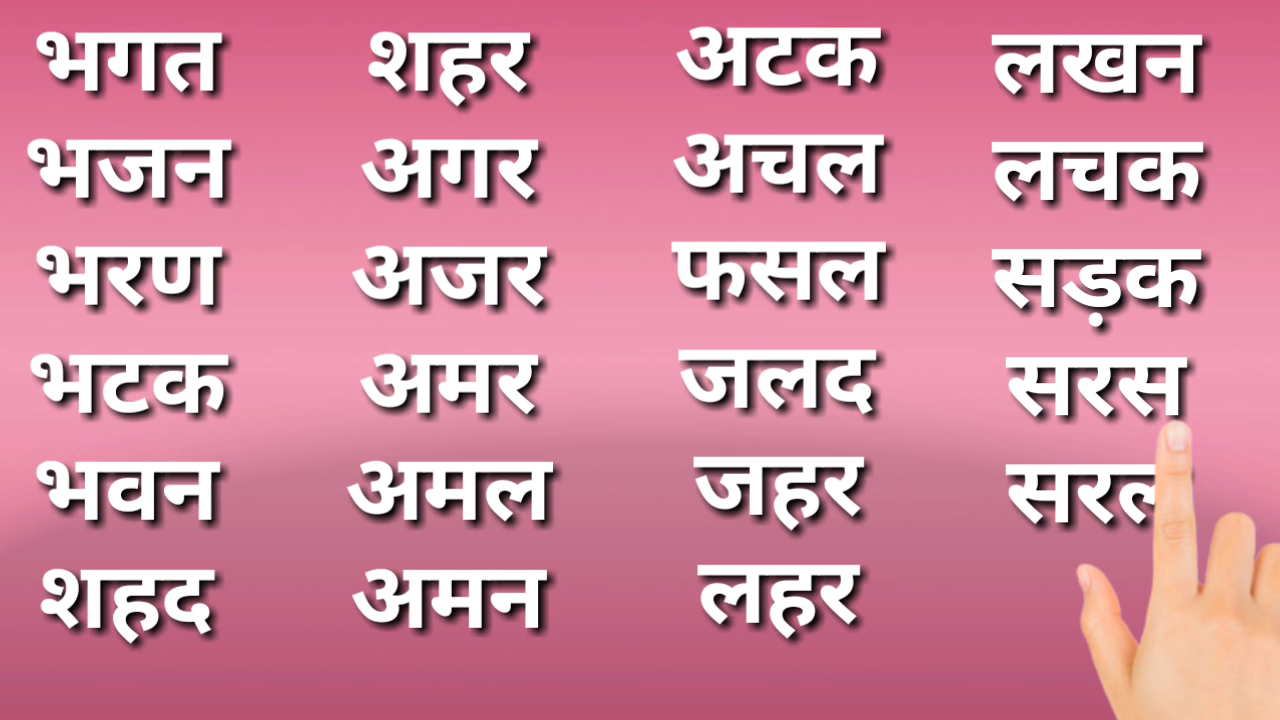 भगत शहर अटक लखन
भजन अगर अचल लचक
भरण अजर फसल सड़क
भटक अमर जलद सरस
भवन अमल जहर सरल
शहद अमन लहर